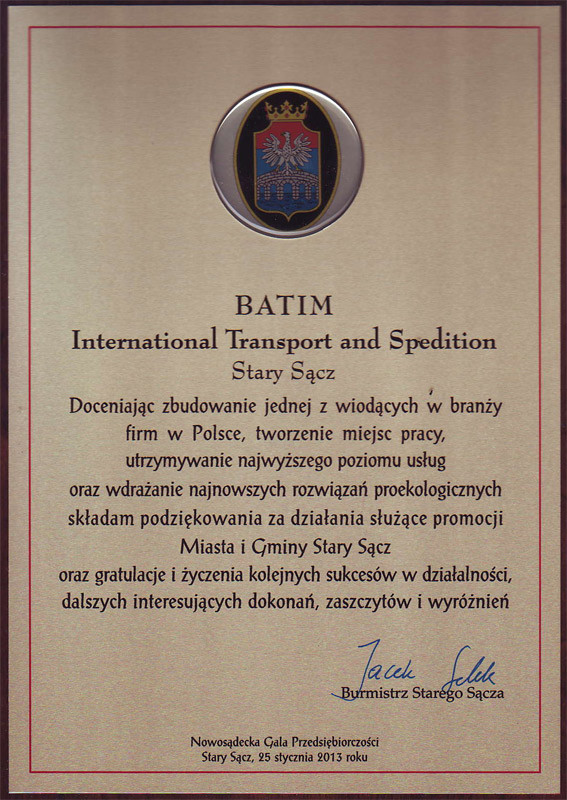 BATIM
International Transport and Spedition
Stary Sącz
Doceniając zbudowanie jednej z wiodących w branży
firm w Polsce, tworzenie miejsc pracy,
utrzymywanie najwyższego poziomu usług
oraz wdrażanie najnowszych rozwiązań proekologicznych
składam podziękowania za działania służące promocji
Miasta i Gminy Stary Sącz
oraz gratulacje i życzenia kolejnych sukcesów w działalności,
dalszych interesujących dokonań, zaszczytów i wyróżnień
Jacek
Burmistrz Starego Sącza
Nowosądecka Gala Przedsiębiorczości
Stary Sącz, 25 stycznia 2013 roku